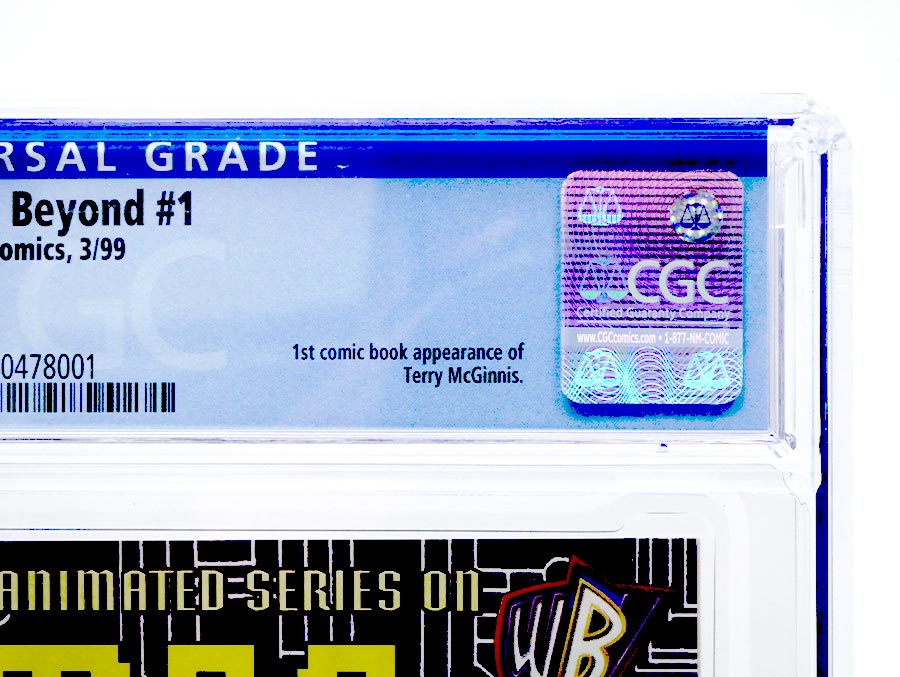 RSAL GRADE
Beyond #1
omics, 3/99
GC
0478001
1st comic book appearance of
Terry McGinnis.
CGC
Certified Guaranty Company
www.CGCcomics.com • 1-877-NM-COMIC
ANIMATED SERIES ON
WB